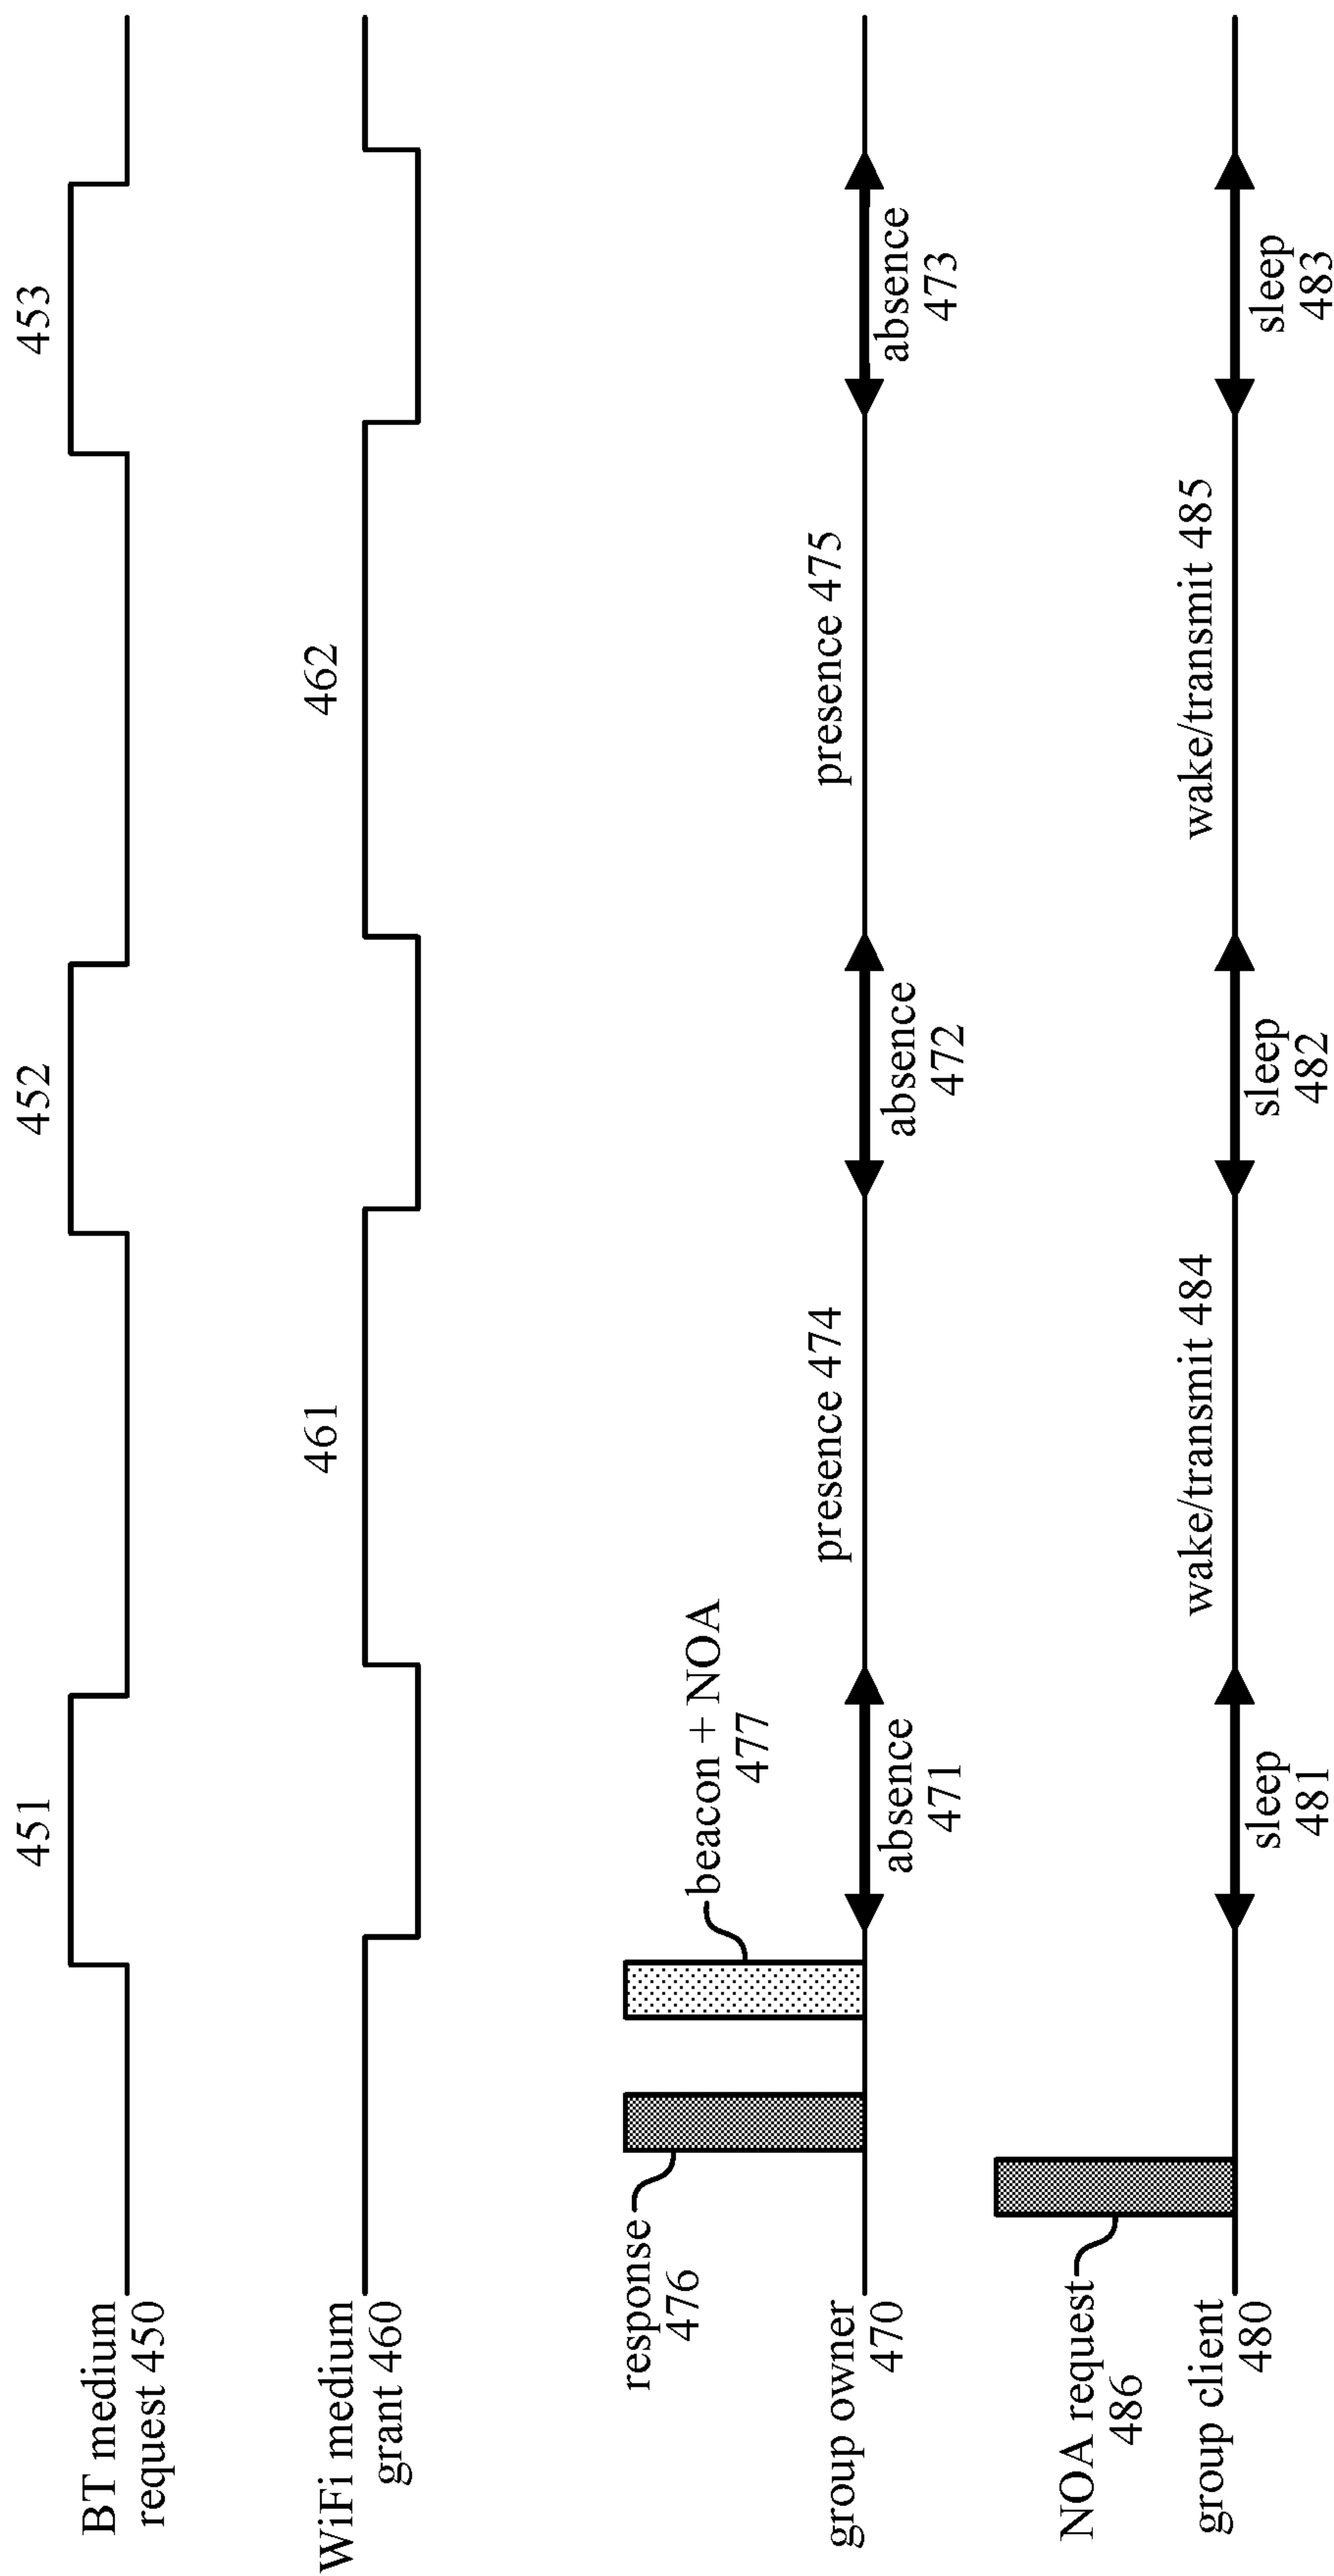 BT medium
request 450
451
452
453
WiFi medium
grant 460
461
462
response
476
beacon + NOA
477
group owner
470
absence
471
presence 474
absence
472
presence 475
absence
473
NOA request
486
group client
480
sleep
481
wake/transmit 484
sleep
482
wake/transmit 485
sleep
483